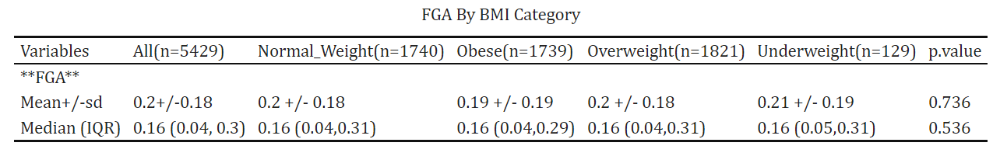 FGA By BMI Category
Variables All(n=5429) Normal_Weight(n=1740) Obese(n=1739) Overweight(n=1821) Underweight(n=129) p.value
**FGA**
Mean+/-sd 0.2+/-0.18 0.2 +/- 0.18 0.19 +/- 0.19 0.2 +/- 0.18 0.21 +/- 0.19 0.736
Median (IQR) 0.16 (0.04, 0.3) 0.16 (0.04,0.31) 0.16 (0.04,0.29) 0.16 (0.04,0.31) 0.16 (0.05,0.31) 0.536